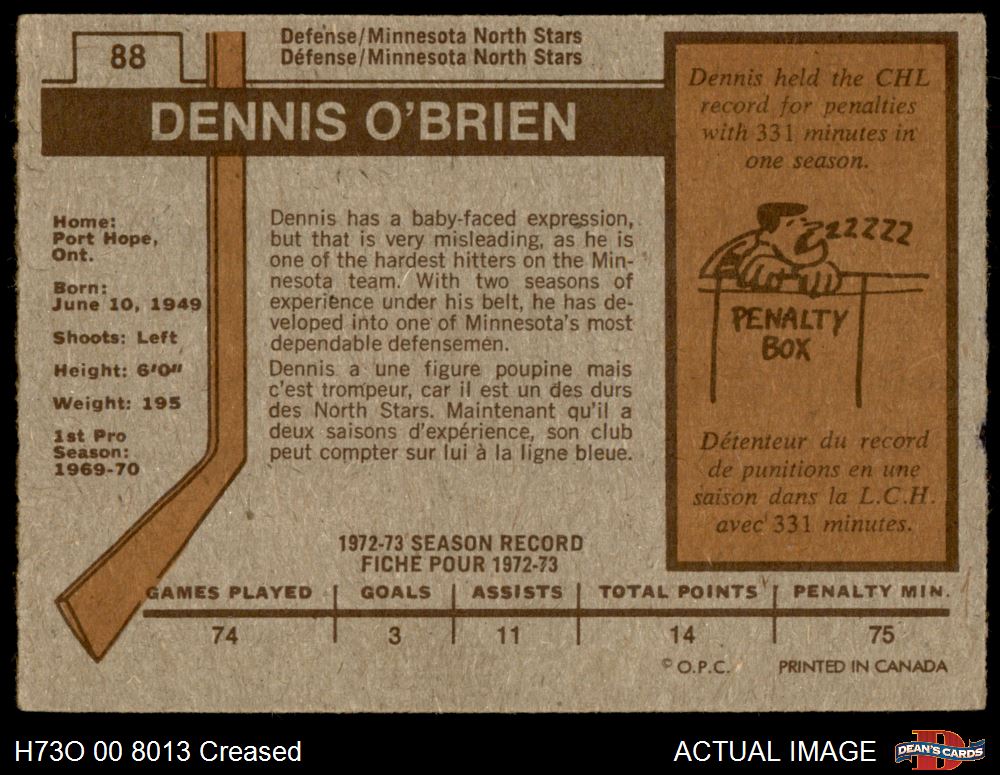 88
Defense/Minnesota North Stars
Défense/Minnesota North Stars
DENNIS O'BRIEN
Home:
Port Hope,
Ont.
Born:
June 10, 1949
Shoots: Left
Height: 6'0"
Weight: 195
1st Pro
Season:
1969-70
Dennis has a baby-faced expression,
but that is very misleading, as he is
one of the hardest hitters on the Min-
nesota team. With two seasons of
experience under his belt, he has de-
veloped into one of Minnesota's most
dependable defensemen.
Dennis a une figure poupine mais
c'est trompeur, car il est un des durs
des North Stars. Maintenant qu'il a
deux saisons d'expérience, son club
peut compter sur lui à la ligne bleue.
Dennis held the CHL
record for penalties
with 331 minutes in
one season.
ZZZZZZZ
PENALTY
BOX
Détenteur du record
de punitions en une
saison dans la L.C.H.
avec 331 minutes.
1972-73 SEASON RECORD
FICHE POUR 1972-73
GAMES PLAYED GOALS ASSISTS TOTAL POINTS PENALTY MIN.
74 3 11 14 75
© O.P.C. PRINTED IN CANADA
H73O 00 8013 Creased
ACTUAL IMAGE
D
DEAN'S CARDS